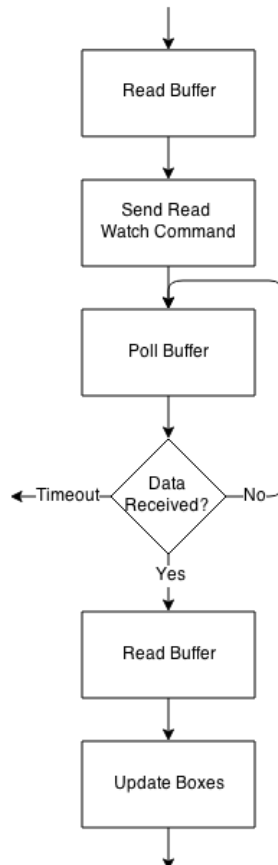 Read Buffer
Send Read
Watch Command
Poll Buffer
Data
Received?
Timeout
No
Yes
Read Buffer
Update Boxes